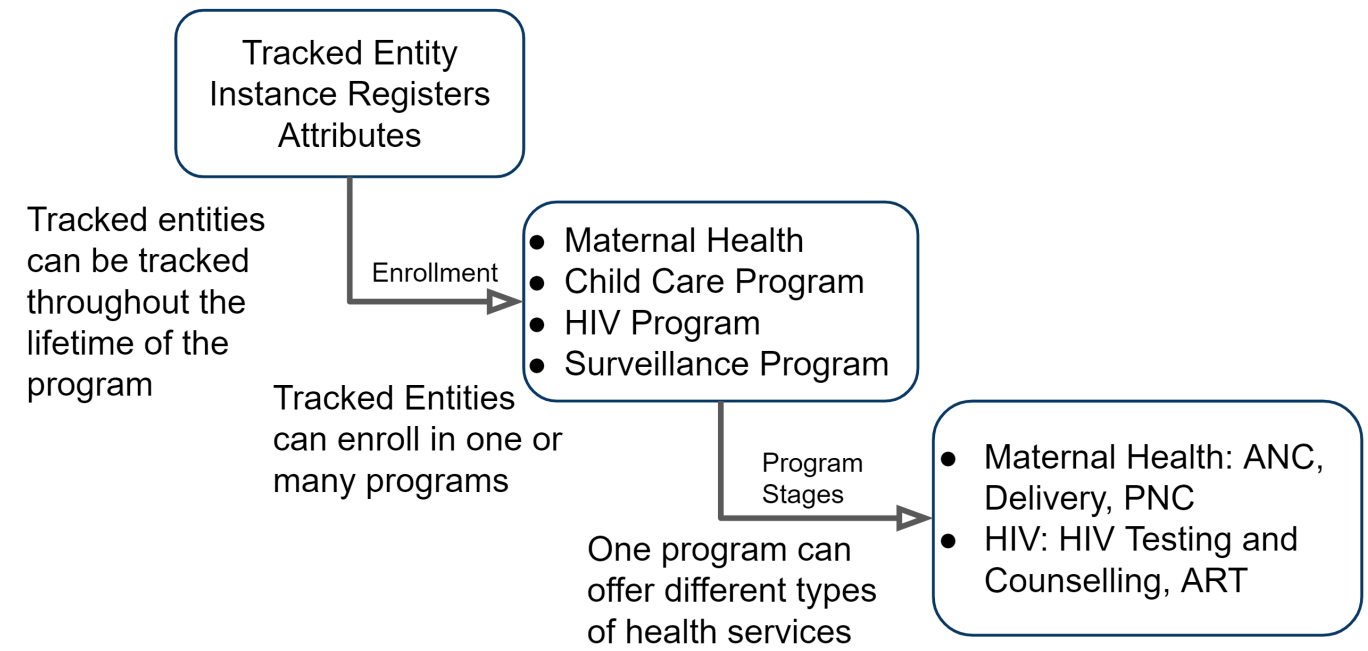 Tracked Entity
Instance Registers
Attributes
Tracked entities
can be tracked
throughout the
lifetime of the
program
Enrollment
● Maternal Health
● Child Care Program
● HIV Program
● Surveillance Program
Tracked Entities
can enroll in one or
many programs
Program
Stages
● Maternal Health: ANC,
Delivery, PNC
● HIV: HIV Testing and
Counselling, ART
One program can
offer different types
of health services